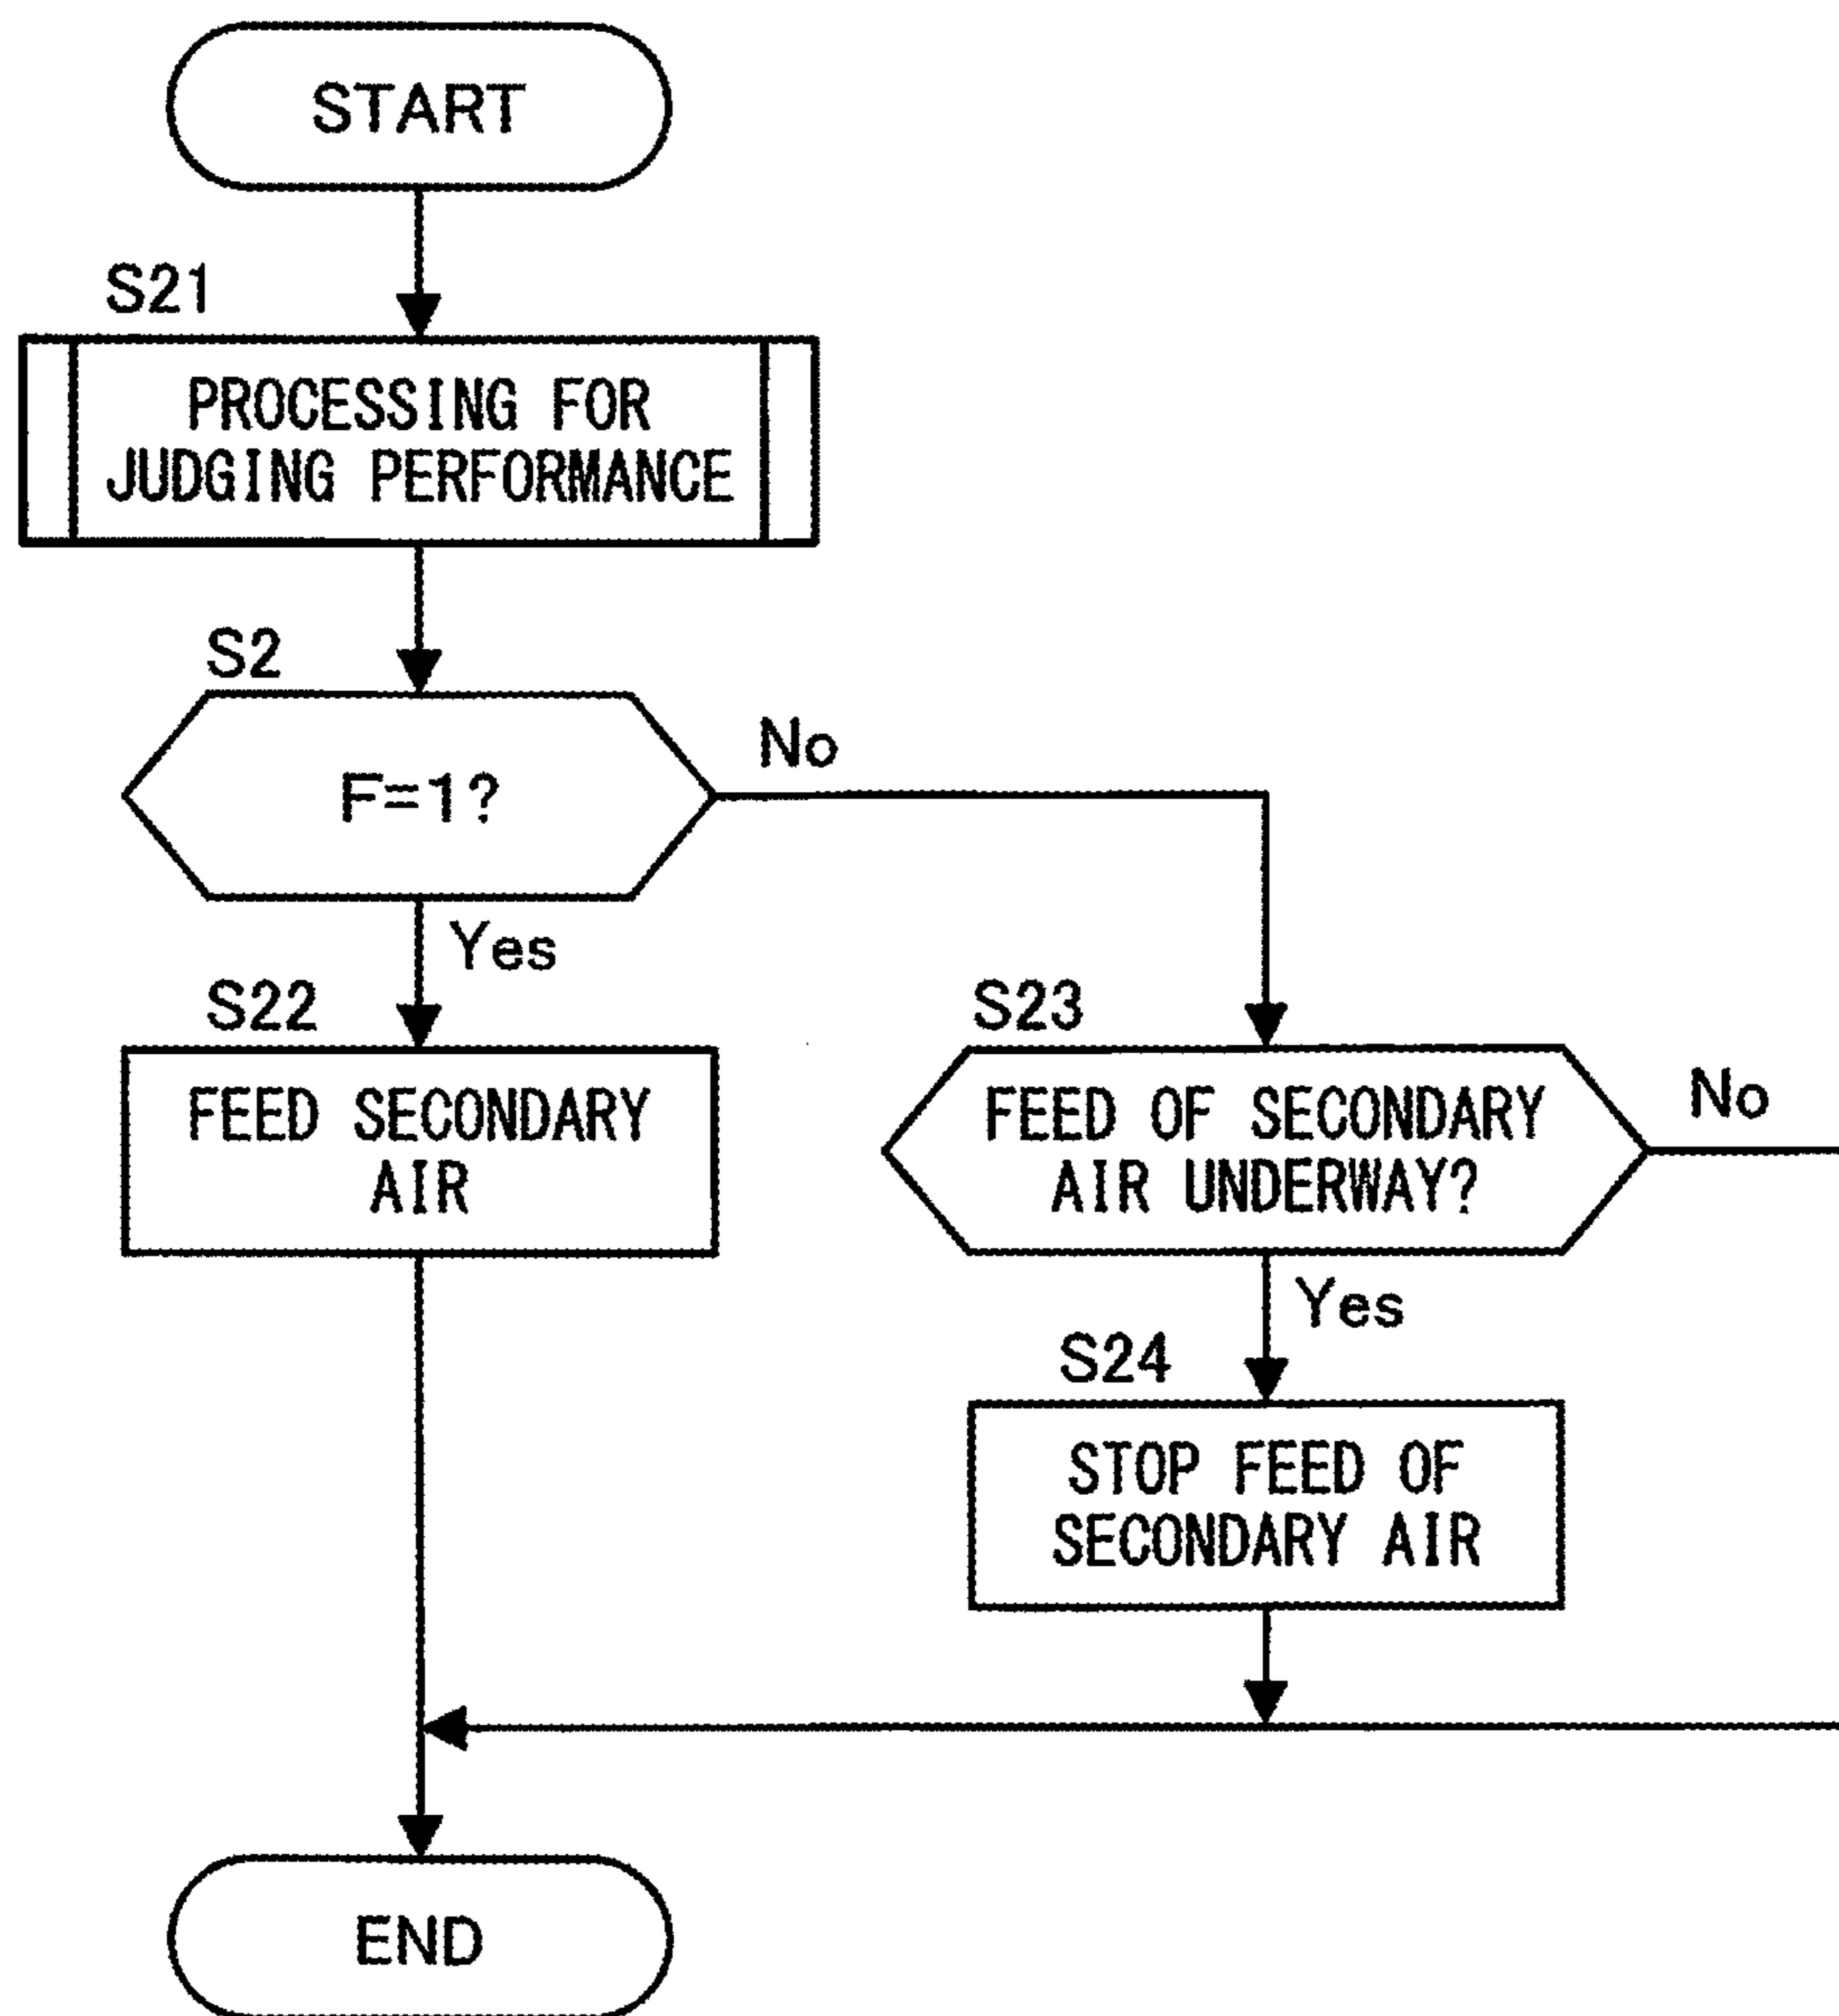 START
S21
PROCESSING FOR
JUDGING PERFORMANCE
S2
F=1?
No
Yes
S22
FEED SECONDARY
AIR
S23
FEED OF SECONDARY
AIR UNDERWAY?
No
Yes
S24
STOP FEED OF
SECONDARY AIR
END